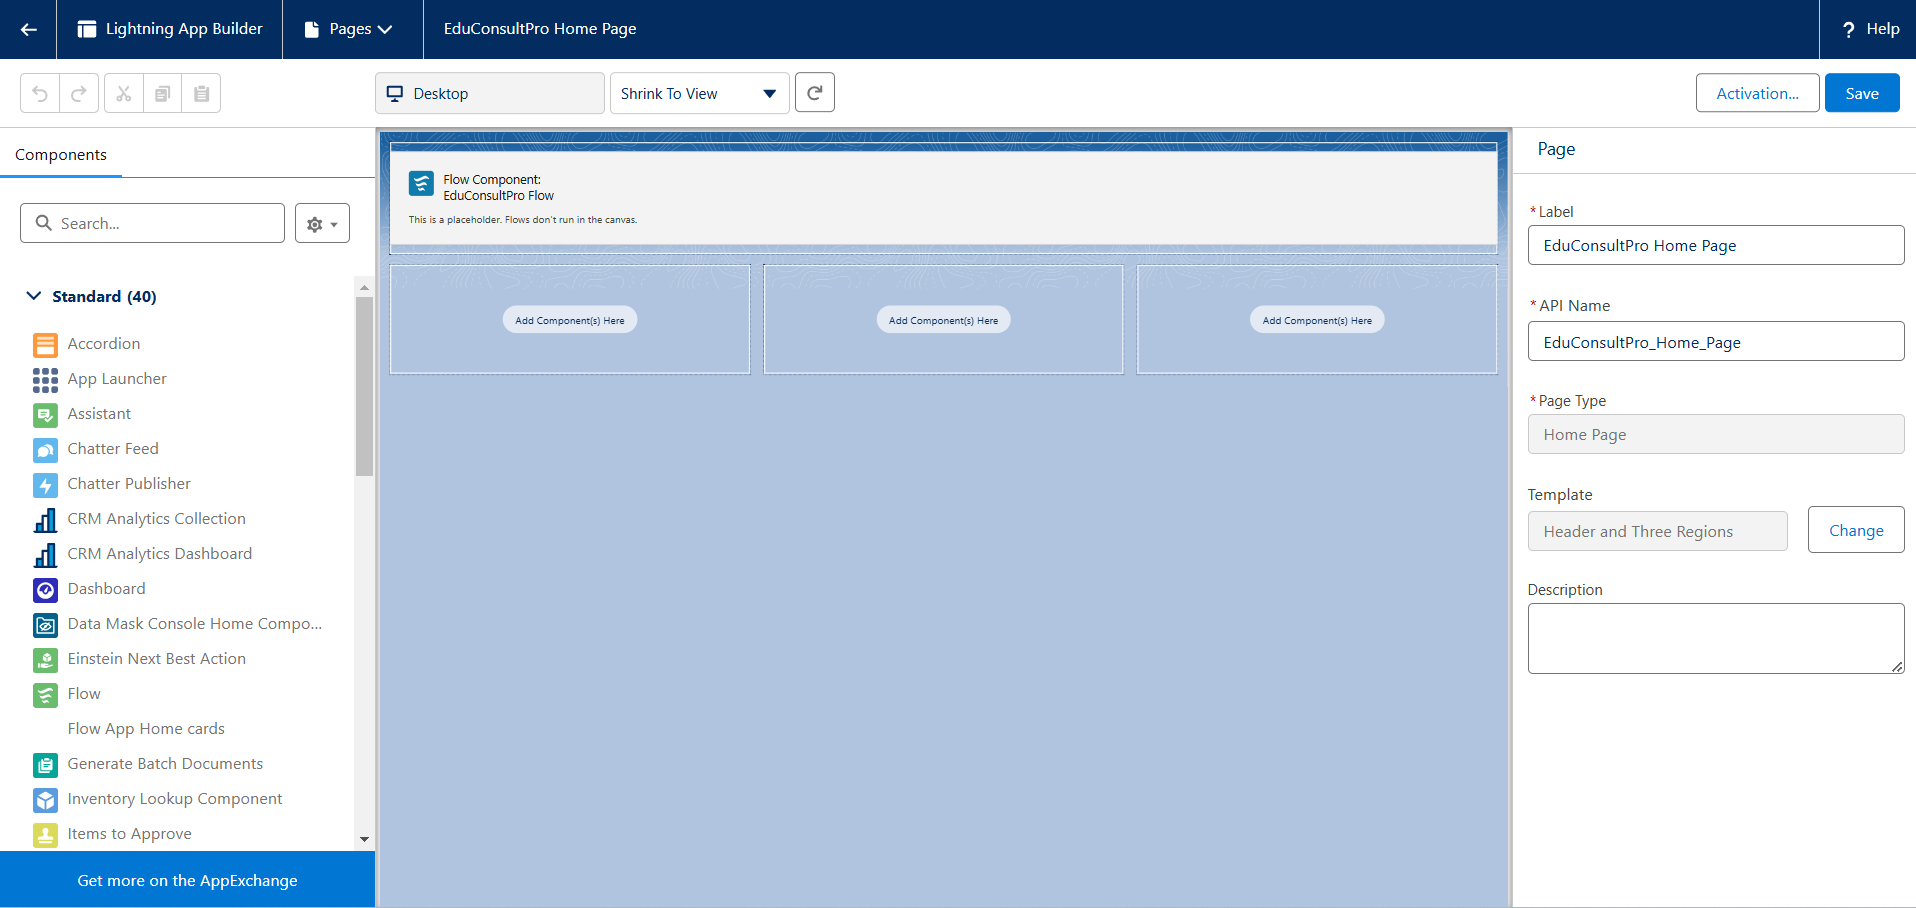 Lightning App Builder
Pages
EduConsultPro Home Page
? Help
Desktop
Shrink To View
Activation...
Save
Components
Search...
Standard (40)
Accordion
App Launcher
Assistant
Chatter Feed
Chatter Publisher
CRM Analytics Collection
CRM Analytics Dashboard
Dashboard
Data Mask Console Home Compo...
Einstein Next Best Action
Flow
Flow App Home cards
Generate Batch Documents
Inventory Lookup Component
Items to Approve
Get more on the AppExchange
Flow Component:
EduConsultPro Flow
This is a placeholder. Flows don't run in the canvas.
Add Component(s) Here
Add Component(s) Here
Add Component(s) Here
Page
*Label
EduConsultPro Home Page
*API Name
EduConsultPro_Home_Page
*Page Type
Home Page
Template
Header and Three Regions
Change
Description